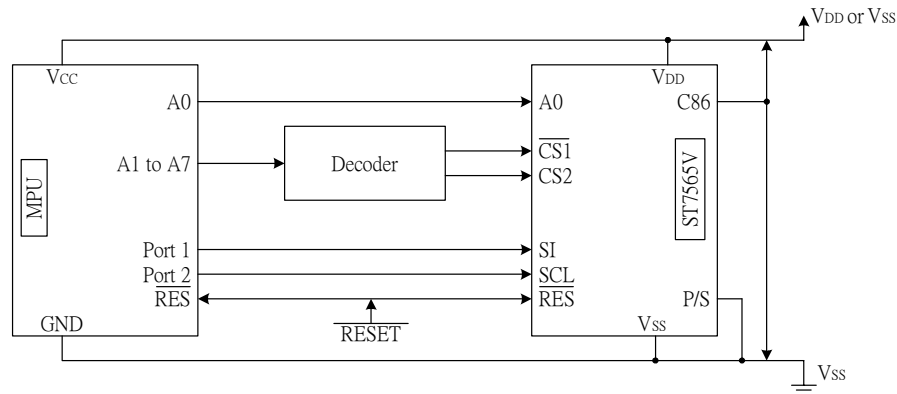 VDD or VSS
VCC
VDD
A0
A0
C86
A1 to A7
Decoder
CS1
CS2
MPU
ST7565V
Port 1
SI
Port 2
SCL
RES
RES
P/S
RESET
GND
VSS
VSS